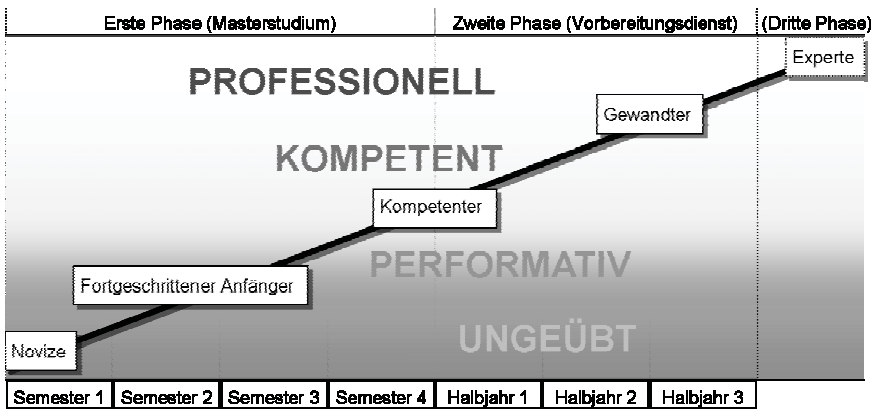 Erste Phase (Masterstudium)
Zweite Phase (Vorbereitungsdienst)
(Dritte Phase)
Experte
PROFESSIONELL
Gewandter
KOMPETENT
Kompetenter
PERFORMATIV
Fortgeschrittener Anfänger
UNGEÜBT
Novize
Semester 1
Semester 2
Semester 3
Semester 4
Halbjahr 1
Halbjahr 2
Halbjahr 3